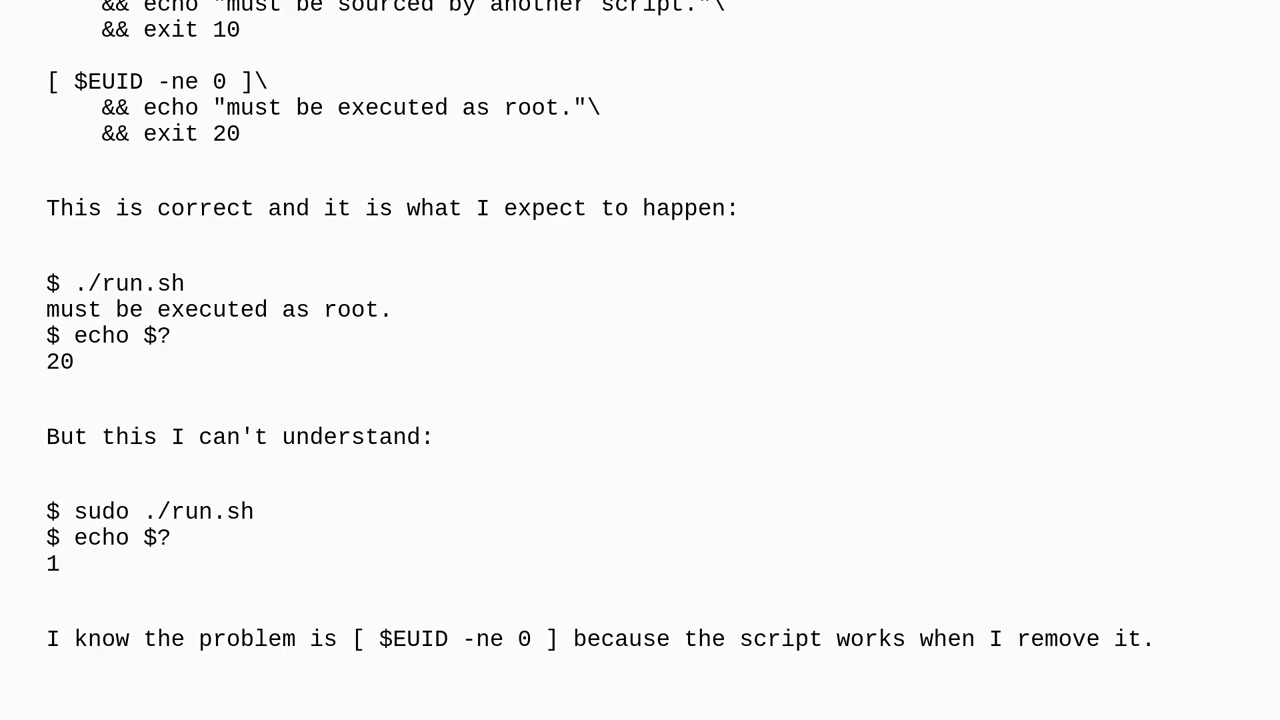 && echo "must be sourced by another script."\
&& exit 10
[ $EUID -ne 0 ]\
&& echo "must be executed as root."\
&& exit 20
This is correct and it is what I expect to happen:
$ ./run.sh
must be executed as root.
$ echo $?
20
But this I can't understand:
$ sudo ./run.sh
$ echo $?
1
I know the problem is [ $EUID -ne 0 ] because the script works when I remove it.